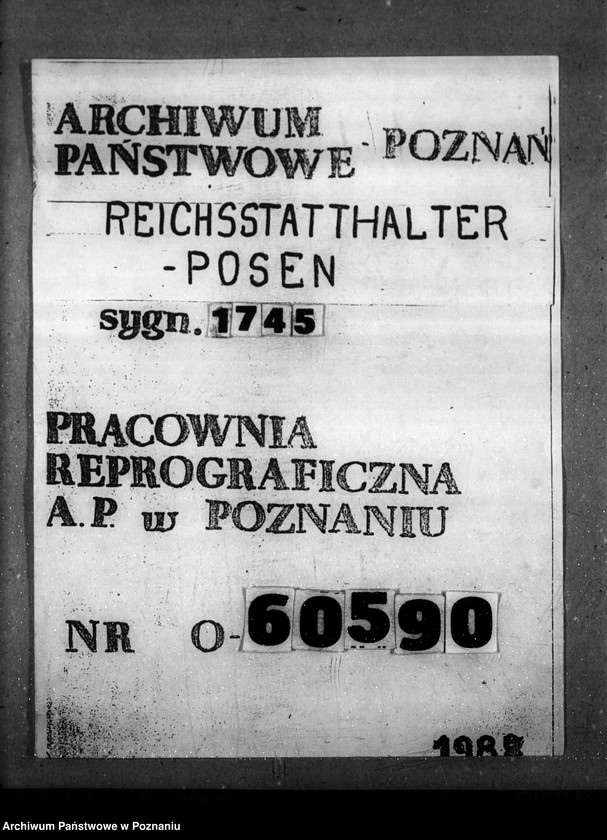 ARCHIWUM
PAŃSTWOWE - POZNAŃ
REICHSSTATTHALTER
-POSEN
sygn. 1745
PRACOWNIA
REPROGRAFICZNA
A.P. w POZNANIU
NR O-60590
Archiwum Państwowe w Poznaniu